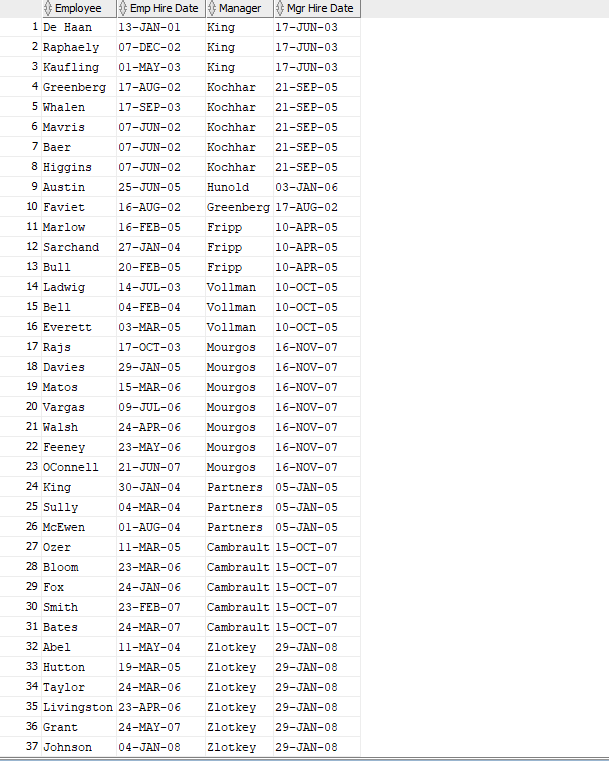 Employee Emp Hire Date Manager Mgr Hire Date
1 De Haan 13-JAN-01 King 17-JUN-03
2 Raphaely 07-DEC-02 King 17-JUN-03
3 Kaufling 01-MAY-03 King 17-JUN-03
4 Greenberg 17-AUG-02 Kochhar 21-SEP-05
5 Whalen 17-SEP-03 Kochhar 21-SEP-05
6 Mavris 07-JUN-02 Kochhar 21-SEP-05
7 Baer 07-JUN-02 Kochhar 21-SEP-05
8 Higgins 07-JUN-02 Kochhar 21-SEP-05
9 Austin 25-JUN-05 Hunold 03-JAN-06
10 Faviet 16-AUG-02 Greenberg 17-AUG-02
11 Marlow 16-FEB-05 Fripp 10-APR-05
12 Sarchand 27-JAN-04 Fripp 10-APR-05
13 Bull 20-FEB-05 Fripp 10-APR-05
14 Ladwig 14-JUL-03 Vollman 10-OCT-05
15 Bell 04-FEB-04 Vollman 10-OCT-05
16 Everett 03-MAR-05 Vollman 10-OCT-05
17 Rajs 17-OCT-03 Mourgos 16-NOV-07
18 Davies 29-JAN-05 Mourgos 16-NOV-07
19 Matos 15-MAR-06 Mourgos 16-NOV-07
20 Vargas 09-JUL-06 Mourgos 16-NOV-07
21 Walsh 24-APR-06 Mourgos 16-NOV-07
22 Feeney 23-MAY-06 Mourgos 16-NOV-07
23 OConnell 21-JUN-07 Mourgos 16-NOV-07
24 King 30-JAN-04 Partners 05-JAN-05
25 Sully 04-MAR-04 Partners 05-JAN-05
26 McEwen 01-AUG-04 Partners 05-JAN-05
27 Ozer 11-MAR-05 Cambrault 15-OCT-07
28 Bloom 23-MAR-06 Cambrault 15-OCT-07
29 Fox 24-JAN-06 Cambrault 15-OCT-07
30 Smith 23-FEB-07 Cambrault 15-OCT-07
31 Bates 24-MAR-07 Cambrault 15-OCT-07
32 Abel 11-MAY-04 Zlotkey 29-JAN-08
33 Hutton 19-MAR-05 Zlotkey 29-JAN-08
34 Taylor 24-MAR-06 Zlotkey 29-JAN-08
35 Livingston 23-APR-06 Zlotkey 29-JAN-08
36 Grant 24-MAY-07 Zlotkey 29-JAN-08
37 Johnson 04-JAN-08 Zlotkey 29-JAN-08